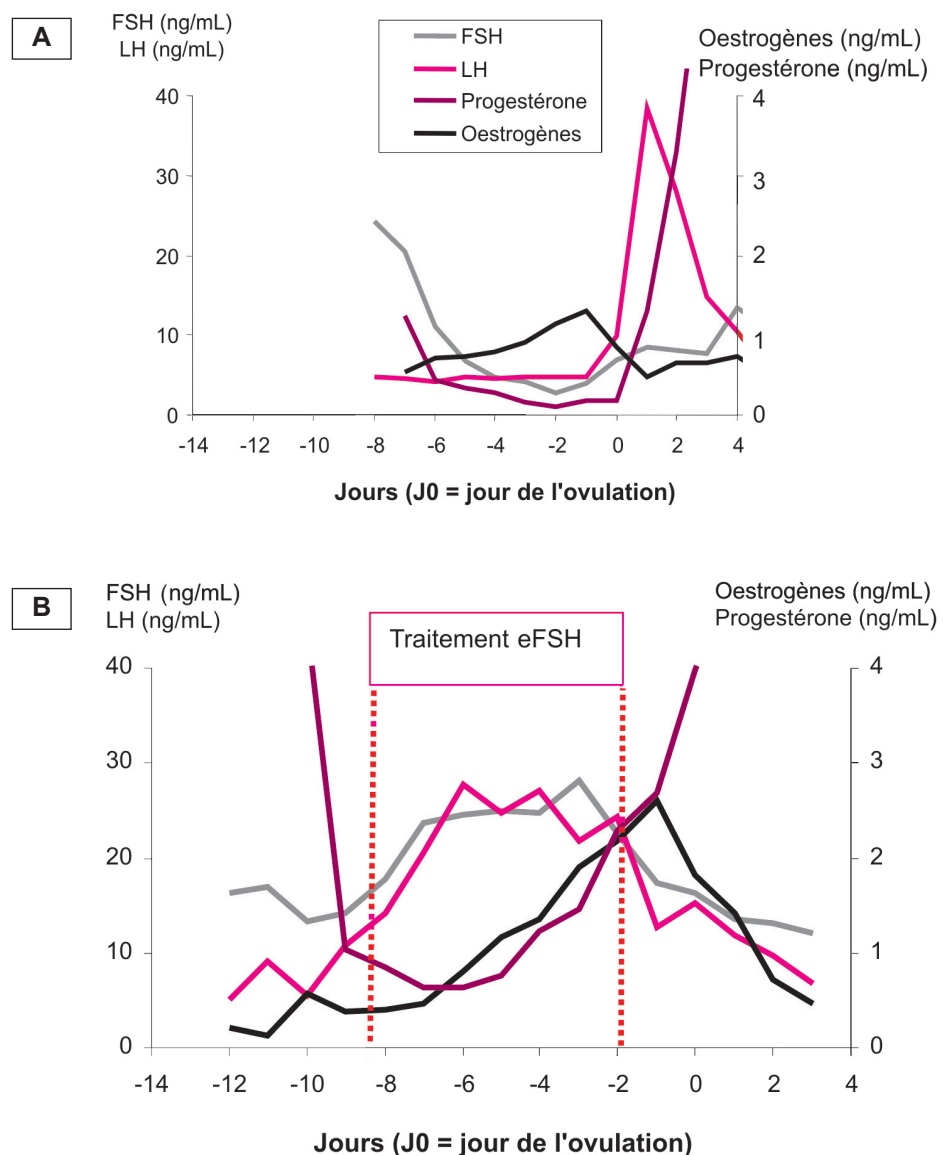 A
FSH (ng/mL)
LH (ng/mL)
FSH
LH
Progestérone
Oestrogènes
Oestrogènes (ng/mL)
Progestérone (ng/mL)
40
30
20
10
0
4
3
2
1
0
-14 -12 -10 -8 -6 -4 -2 0 2 4
Jours (J0 = jour de l'ovulation)
B
FSH (ng/mL)
LH (ng/mL)
Traitement eFSH
Oestrogènes (ng/mL)
Progestérone (ng/mL)
40
30
20
10
0
4
3
2
1
0
-14 -12 -10 -8 -6 -4 -2 0 2 4
Jours (J0 = jour de l'ovulation)